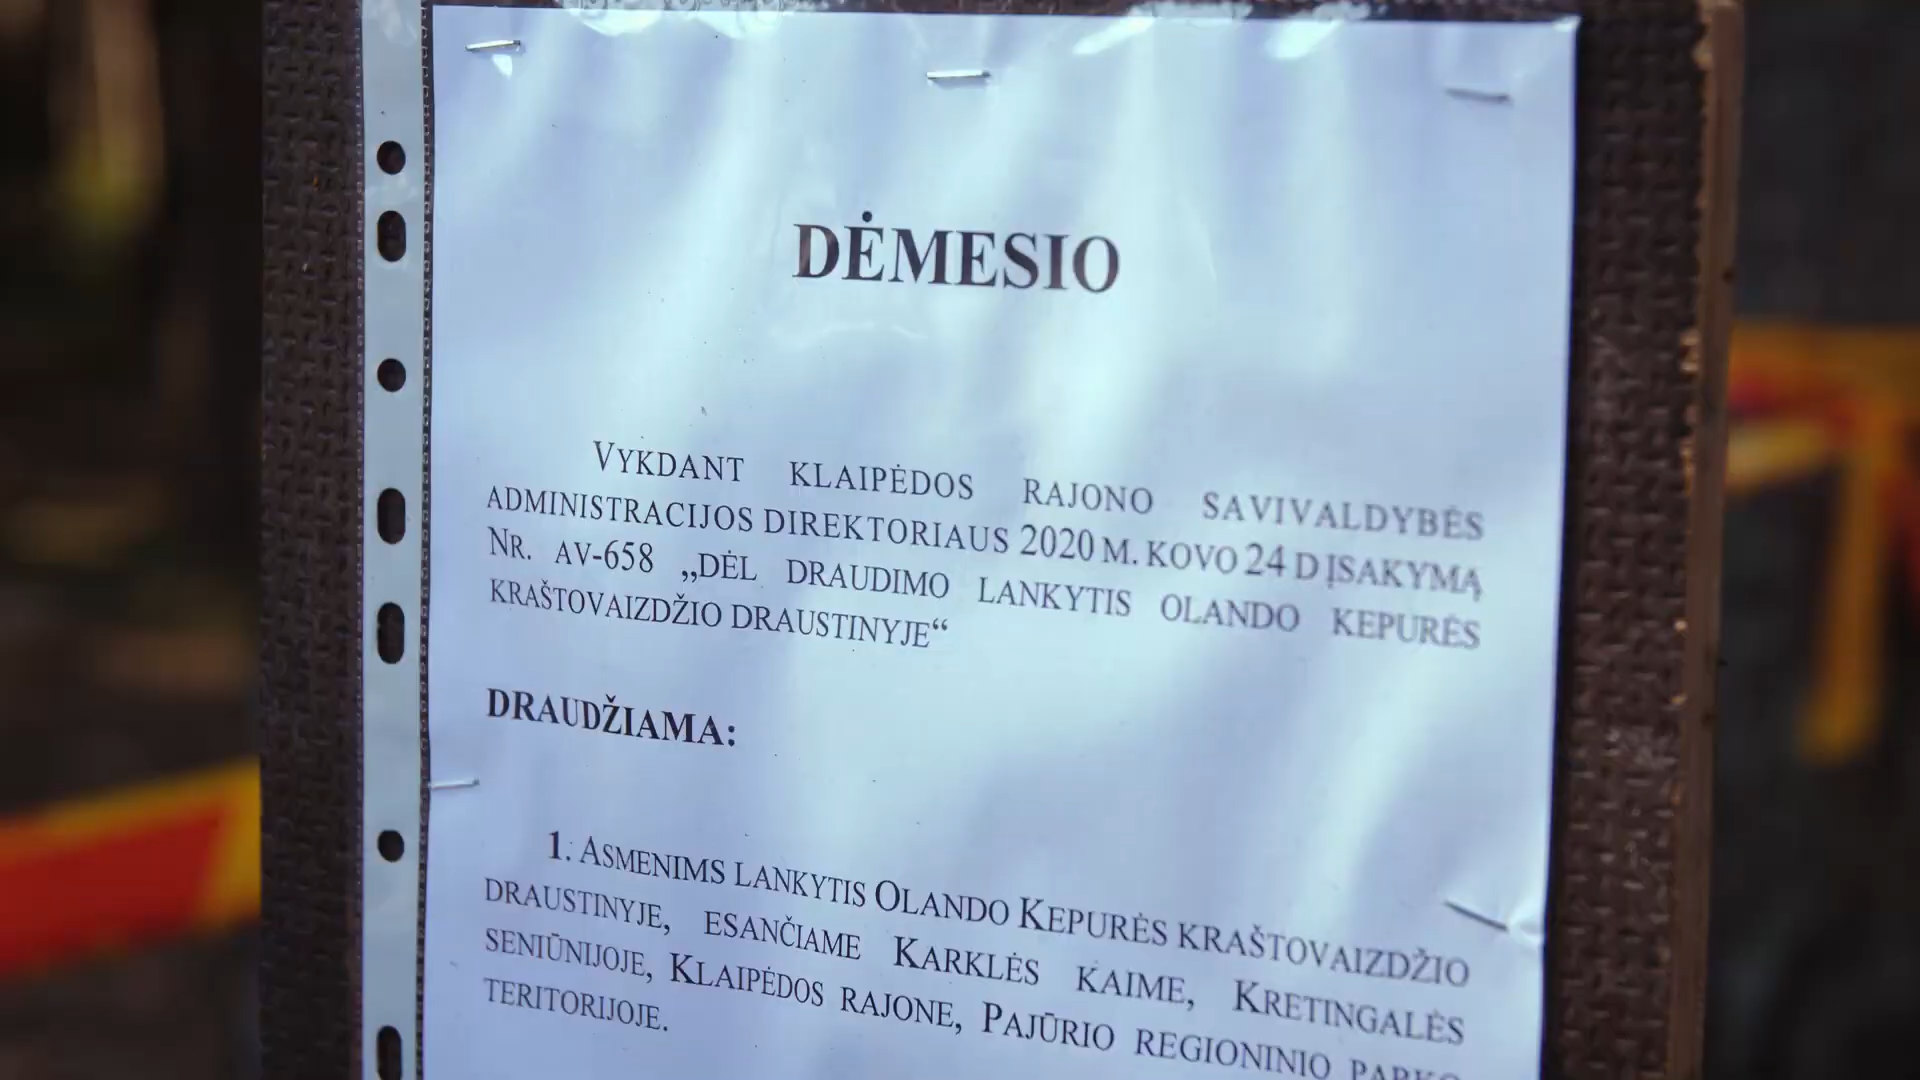 DĖMESIO
VYKDANT KLAIPĖDOS RAJONO SAVIVALDYBĖS
ADMINISTRACIJOS DIREKTORIAUS 2020 M. KOVO 24 D ĮSAKYMĄ
NR. AV-658 „DĖL DRAUDIMO LANKYTIS OLANDO KEPURĖS
KRAŠTOVAIZDŽIO DRAUSTINYJE“
DRAUDŽIAMA:
1. ASMENIMS LANKYTIS OLANDO KEPURĖS KRAŠTOVAIZDŽIO
DRAUSTINYJE, ESANČIAME KARKLĖS KAIME, KRETINGALĖS
SENIŪNIJOJE, KLAIPĖDOS RAJONE, PAJŪRIO REGIONINIO PARKO
TERITORIJOJE.